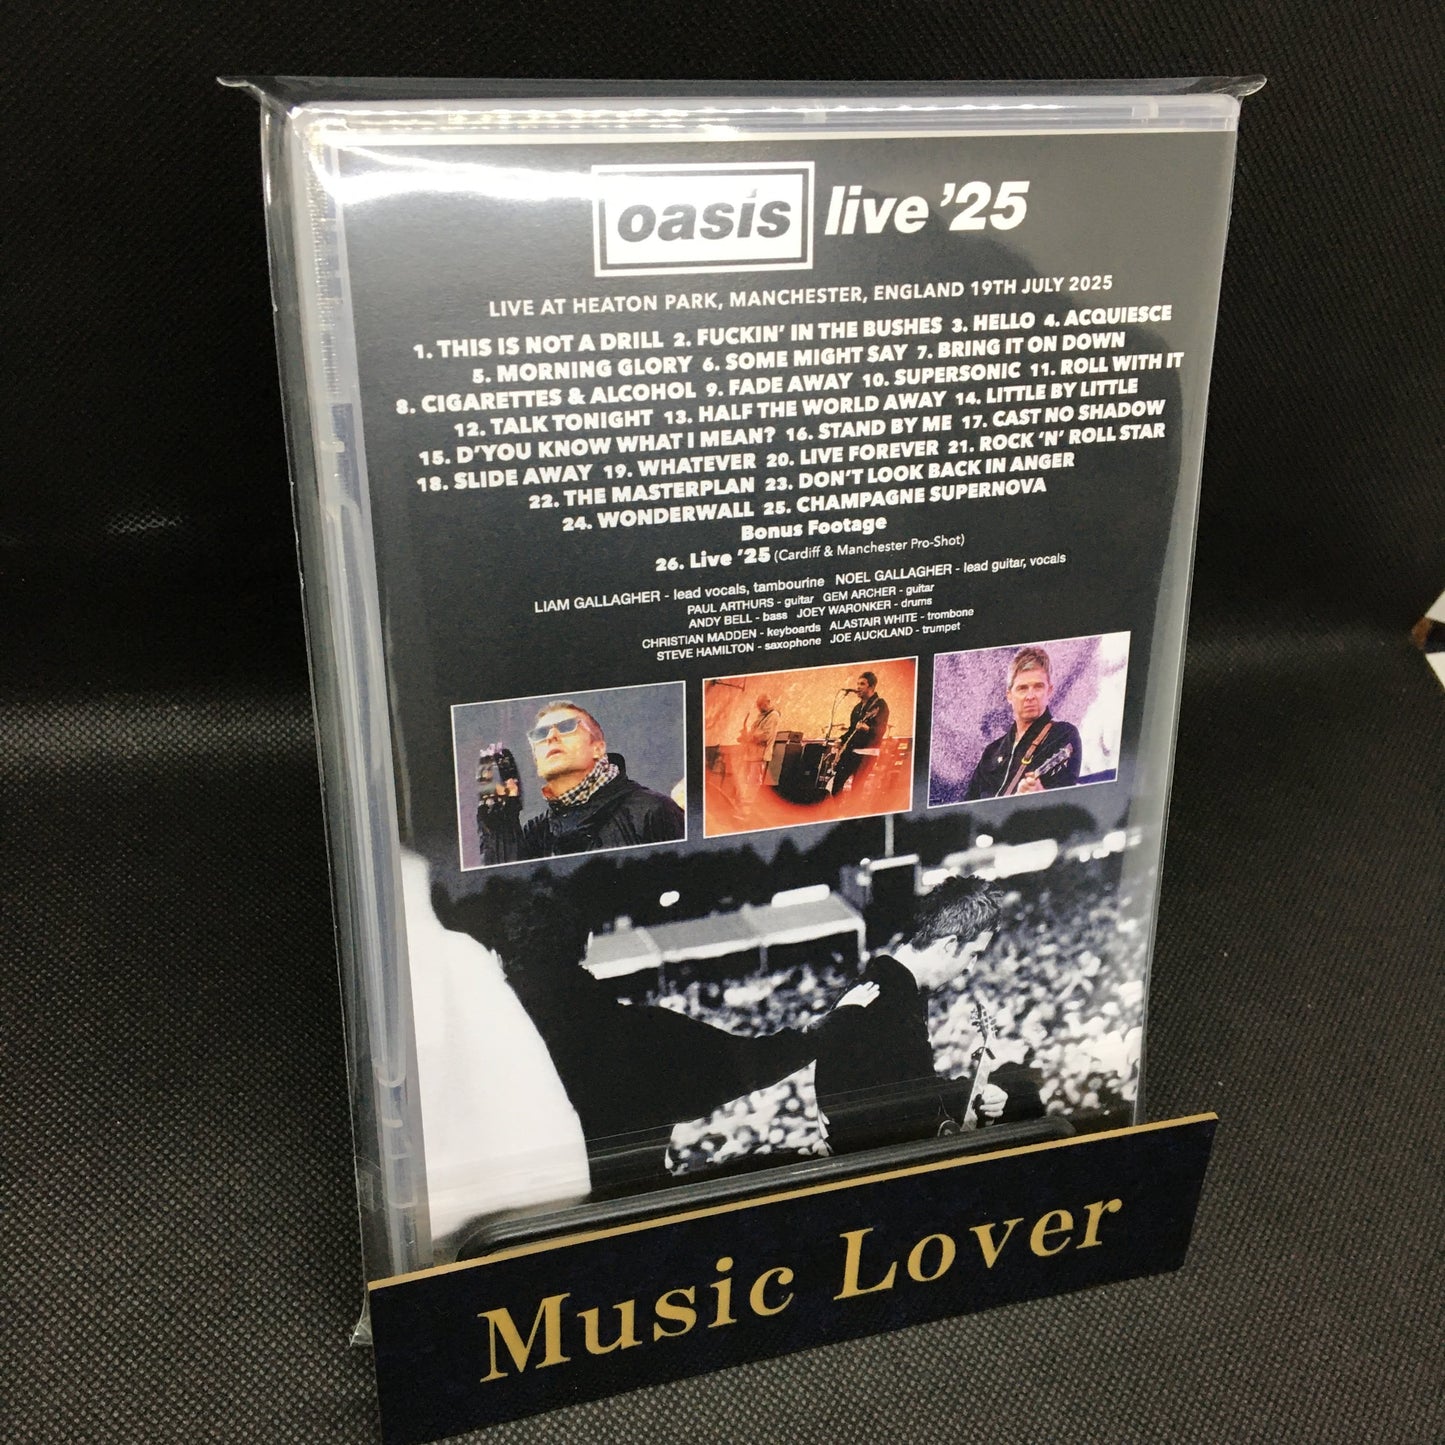 oasis live '25
LIVE AT HEATON PARK, MANCHESTER, ENGLAND 19TH JULY 2025
1. THIS IS NOT A DRILL 2. FUCKIN' IN THE BUSHES 3. HELLO 4. ACQUIESCE
5. MORNING GLORY 6. SOME MIGHT SAY 7. BRING IT ON DOWN
8. CIGARETTES & ALCOHOL 9. FADE AWAY 10. SUPERSONIC 11. ROLL WITH IT
12. TALK TONIGHT 13. HALF THE WORLD AWAY 14. LITTLE BY LITTLE
15. D'YOU KNOW WHAT I MEAN? 16. STAND BY ME 17. CAST NO SHADOW
18. SLIDE AWAY 19. WHATEVER 20. LIVE FOREVER 21. ROCK 'N' ROLL STAR
22. THE MASTERPLAN 23. DON'T LOOK BACK IN ANGER
24. WONDERWALL 25. CHAMPAGNE SUPERNOVA
Bonus Footage
26. Live '25 (Cardiff & Manchester Pro-Shot)
LIAM GALLAGHER - lead vocals, tambourine NOEL GALLAGHER - lead guitar, vocals
PAUL ARTHURS - guitar GEM ARCHER - guitar
ANDY BELL - bass JOEY WARONKER - drums
CHRISTIAN MADDEN - keyboards ALASTAIR WHITE - trombone
STEVE HAMILTON - saxophone JOE AUCKLAND - trumpet
Music Lover